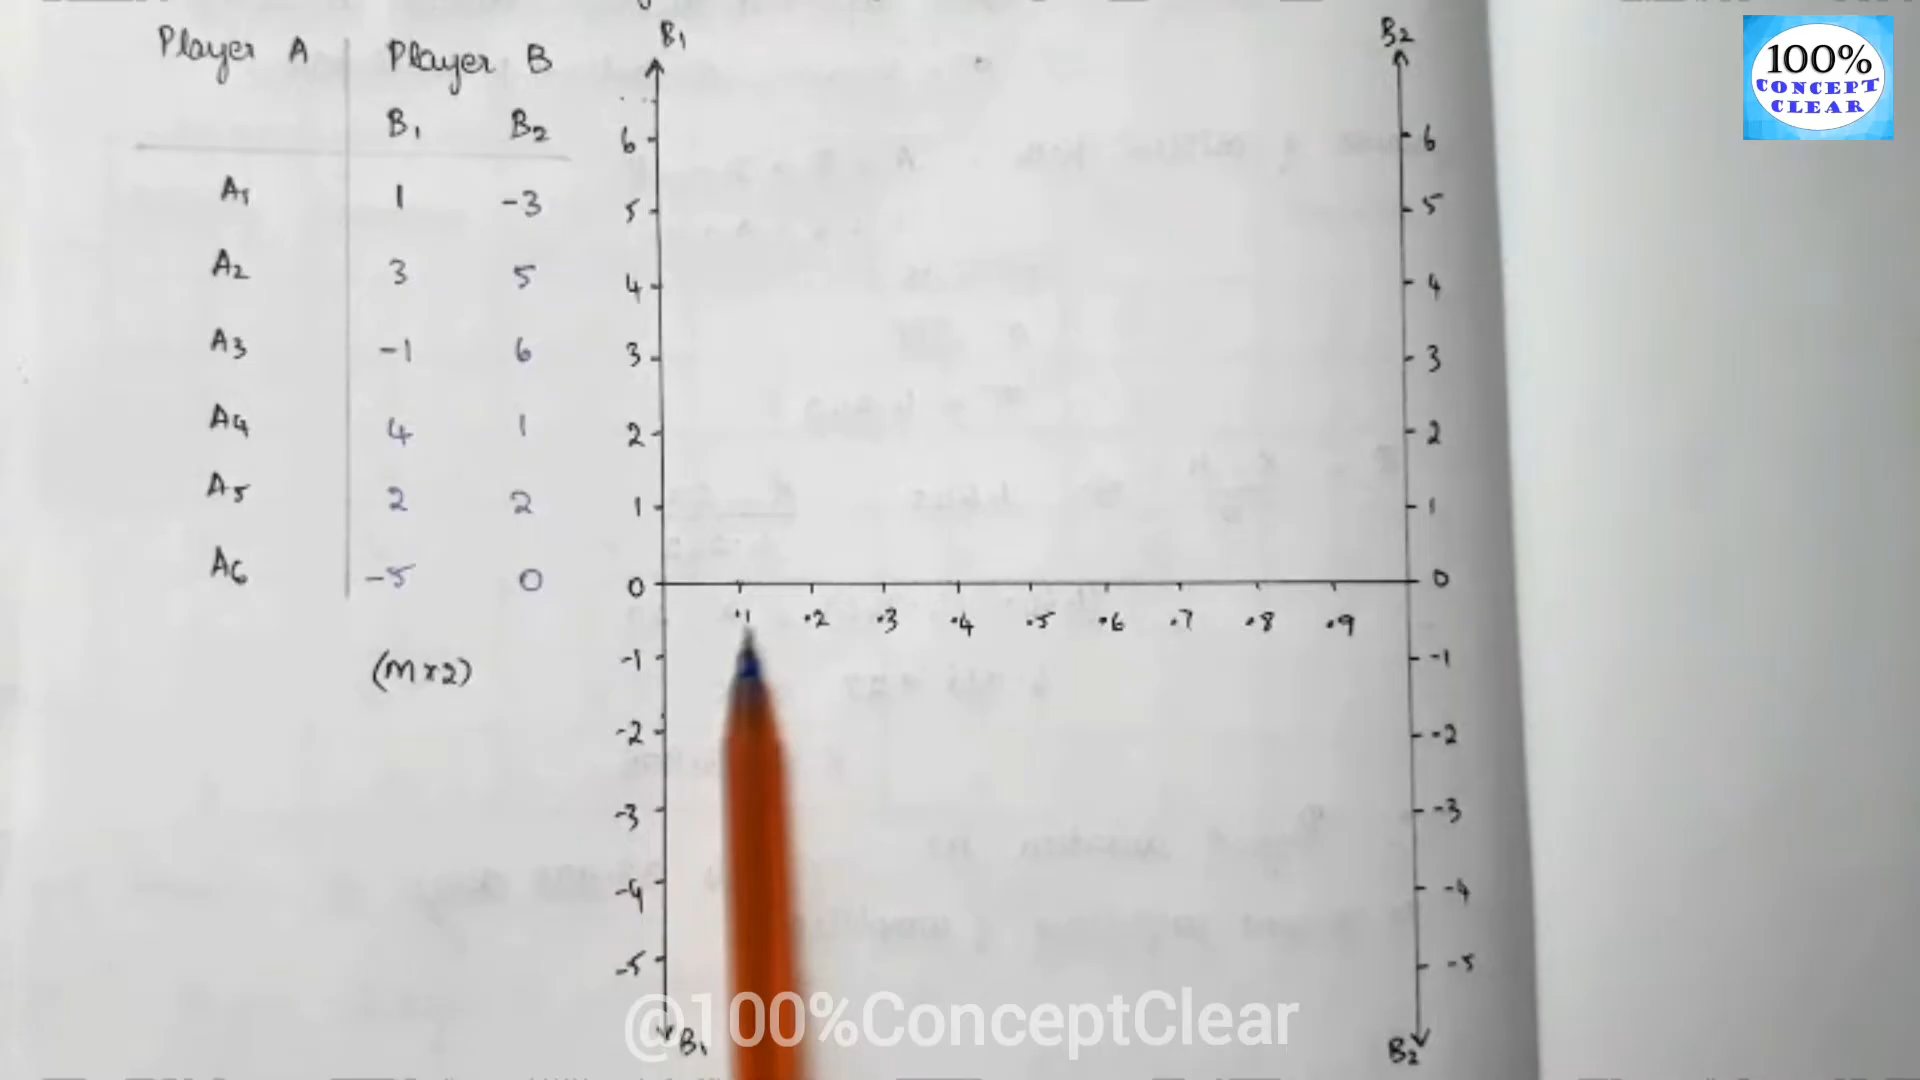 Player A Player B
B1 B2
A1 1 -3
A2 3 5
A3 -1 6
A4 4 1
A5 2 2
A6 -5 0
(M×2)
B1 B2
6 6
5 5
4 4
3 3
2 2
1 1
0 0
.1 .2 .3 .4 .5 .6 .7 .8 .9
-1 -1
-2 -2
-3 -3
-4 -4
-5 -5
B1 B2
100%
CONCEPT
CLEAR
@100%ConceptClear